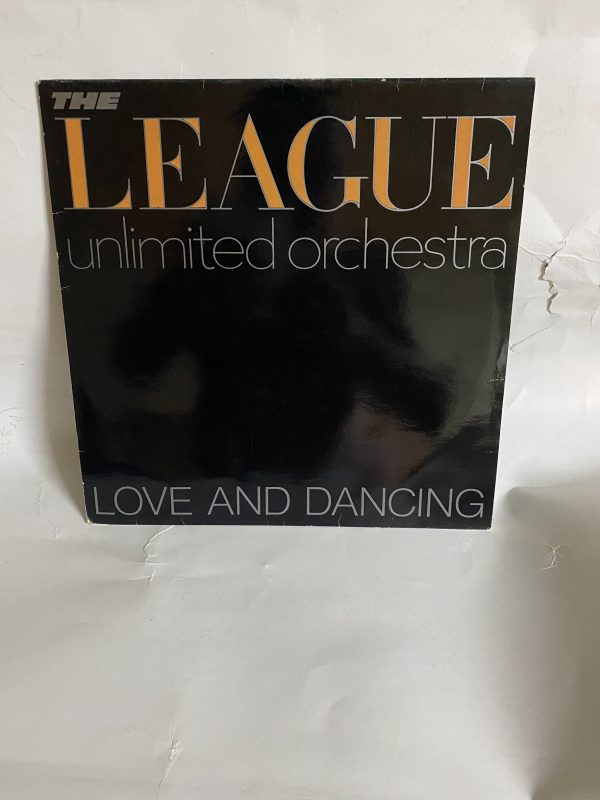 THE
LEAGUE
unlimited orchestra
LOVE AND DANCING